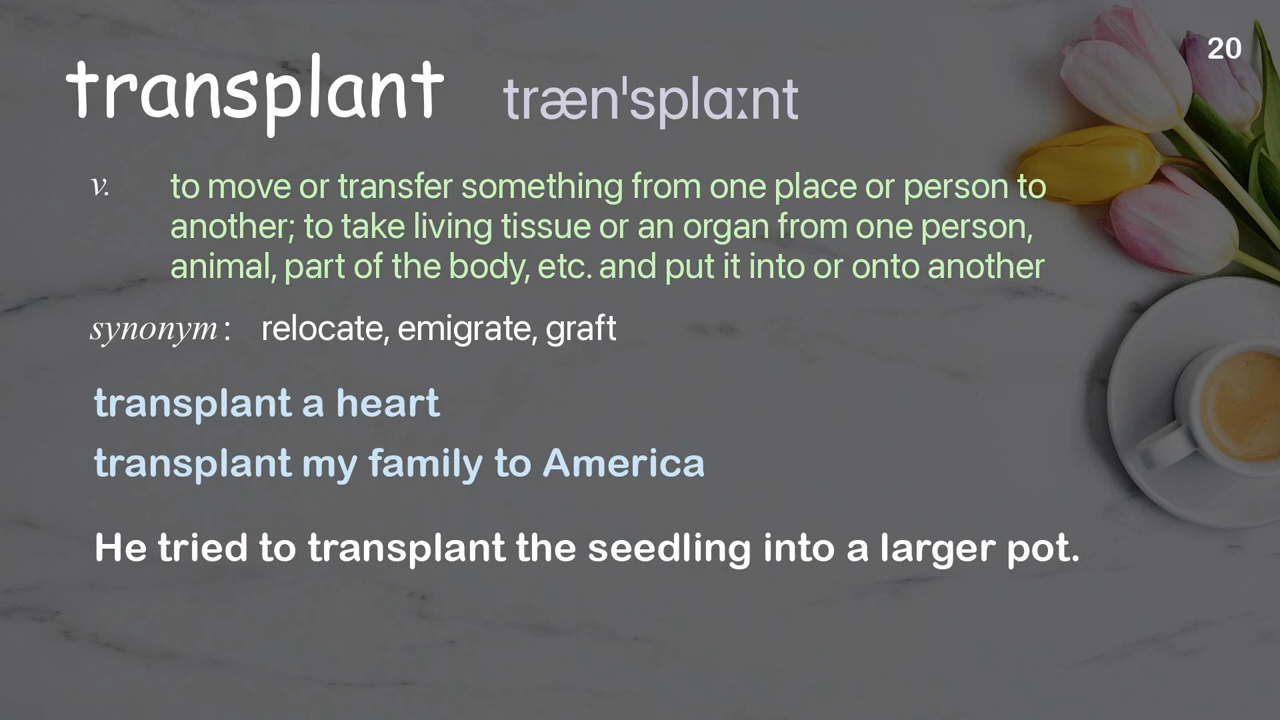 20
transplant træn'splɑːnt
v. to move or transfer something from one place or person to
another; to take living tissue or an organ from one person,
animal, part of the body, etc. and put it into or onto another
synonym: relocate, emigrate, graft
transplant a heart
transplant my family to America
He tried to transplant the seedling into a larger pot.